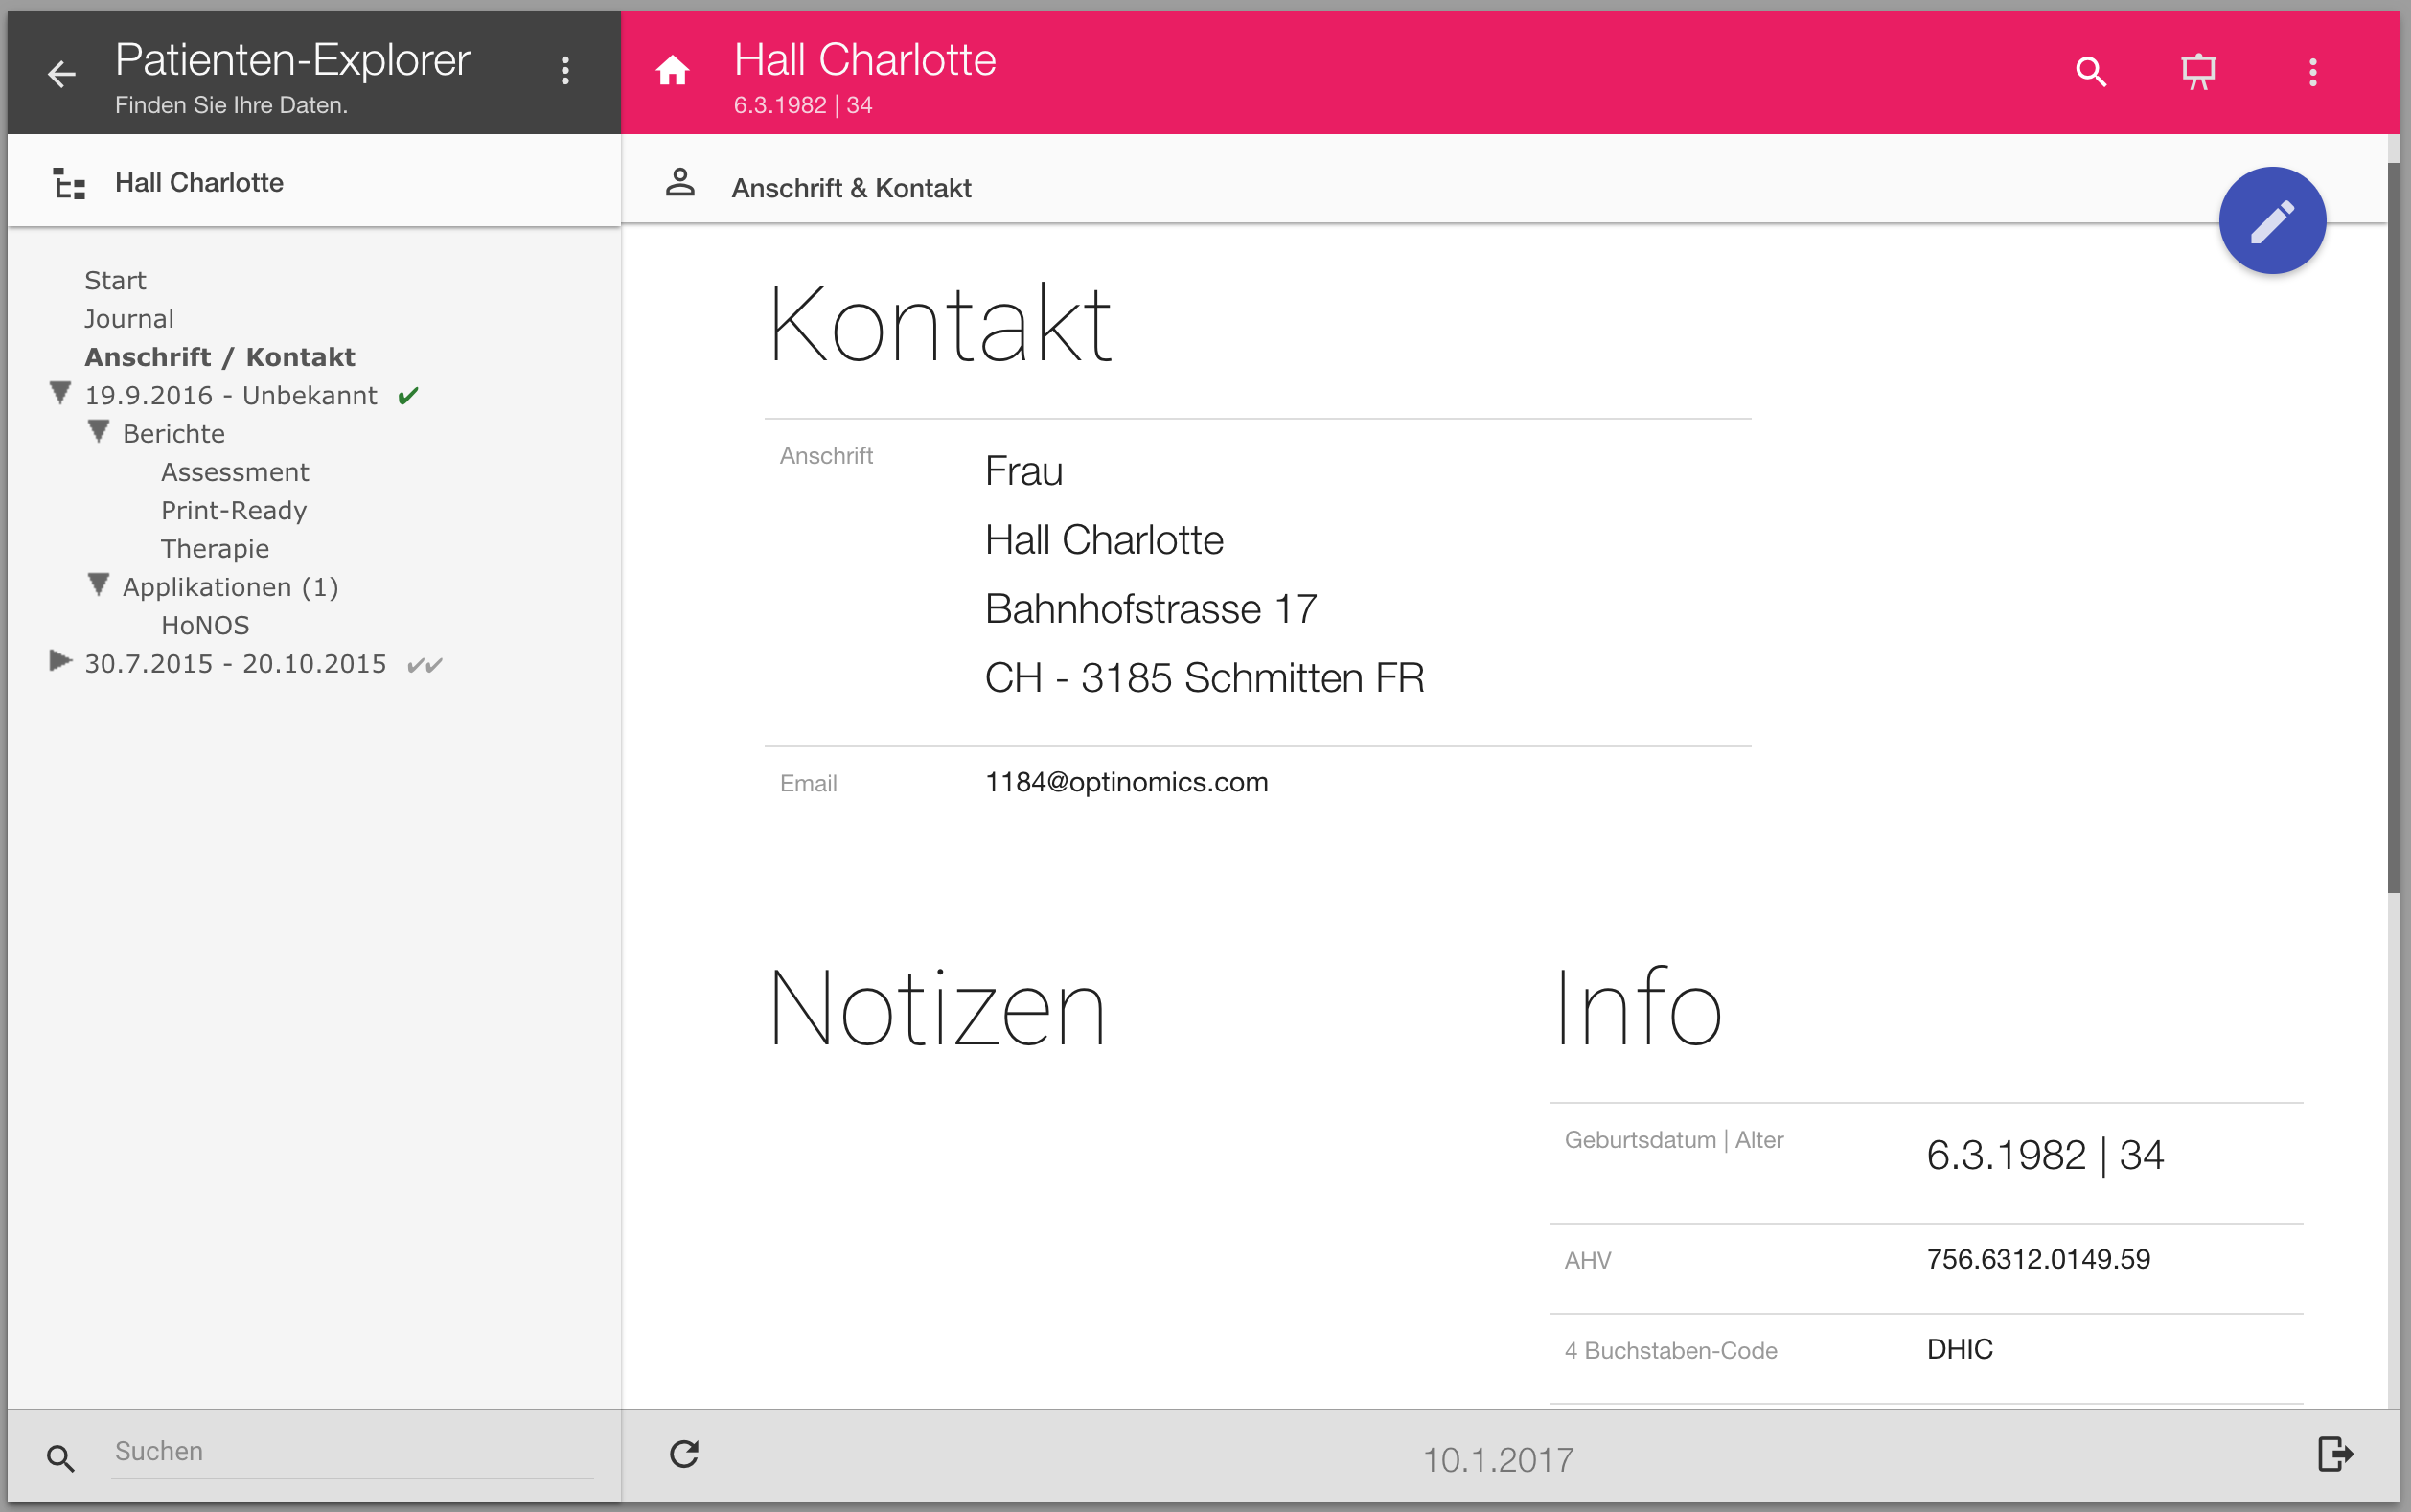 Patienten-Explorer
Finden Sie Ihre Daten.
Hall Charlotte
Start
Journal
Anschrift / Kontakt
19.9.2016 - Unbekannt ✔
Berichte
Assessment
Print-Ready
Therapie
Applikationen (1)
HoNOS
30.7.2015 - 20.10.2015 ✔✔
Suchen
Hall Charlotte
6.3.1982 | 34
Anschrift & Kontakt
Kontakt
Anschrift
Frau
Hall Charlotte
Bahnhofstrasse 17
CH - 3185 Schmitten FR
Email 1184@optinomics.com
Notizen
Info
Geburtsdatum | Alter 6.3.1982 | 34
AHV 756.6312.0149.59
4 Buchstaben-Code DHIC
10.1.2017